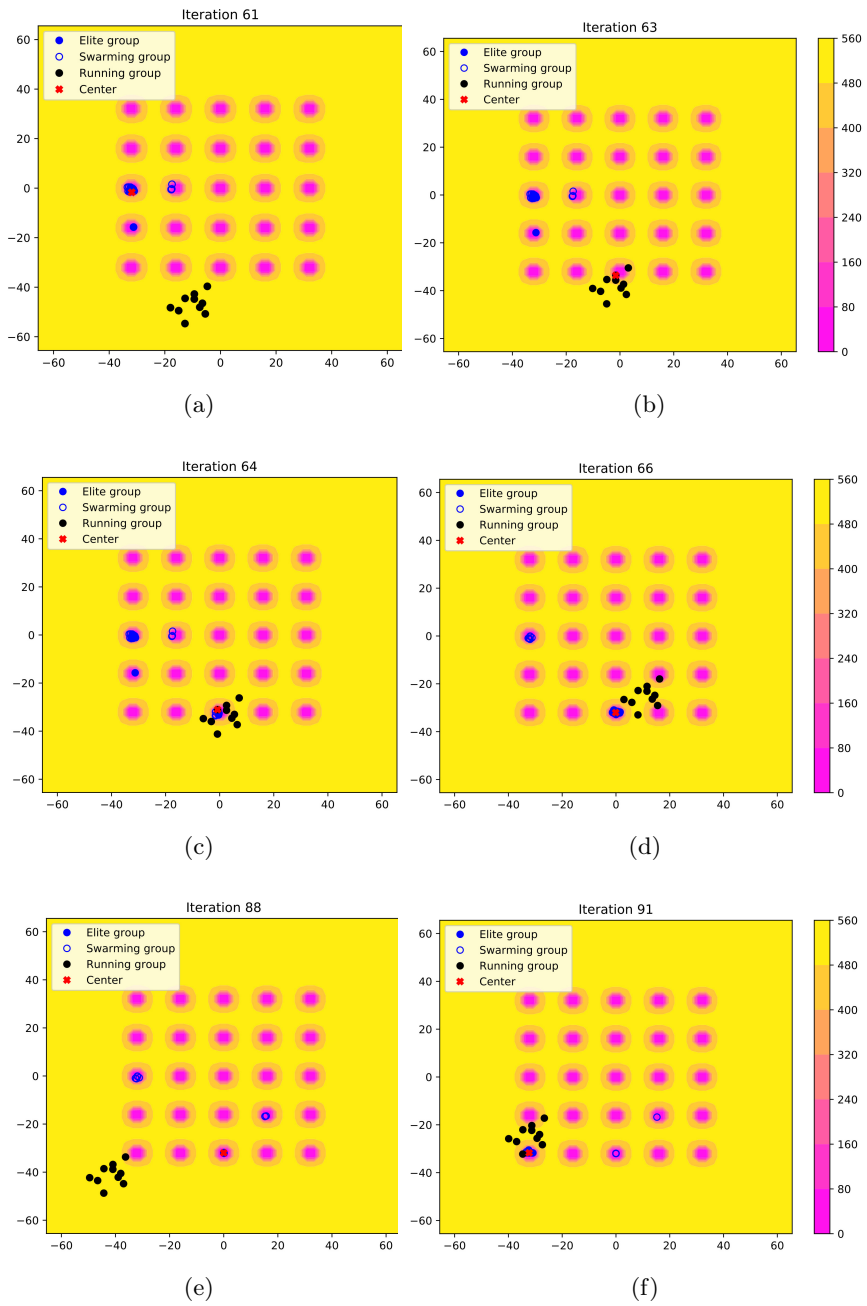 Iteration 61
Elite group
Swarming group
Running group
Center
40
20
0
−20
−40
−60
−60 −40 −20 0 20 40 60
(a)
Iteration 63
Elite group
Swarming group
Running group
Center
60
40
20
0
−20
−40
−60
−60 −40 −20 0 20 40 60
560
480
400
320
240
160
80
0
(b)
Iteration 64
Elite group
Swarming group
Running group
Center
60
40
20
0
−20
−40
−60
−60 −40 −20 0 20 40 60
(c)
Iteration 66
Elite group
Swarming group
Running group
Center
60
40
20
0
−20
−40
−60
−60 −40 −20 0 20 40 60
560
480
400
320
240
160
80
0
(d)
Iteration 88
Elite group
Swarming group
Running group
Center
60
40
20
0
−20
−40
−60
−60 −40 −20 0 20 40 60
(e)
Iteration 91
Elite group
Swarming group
Running group
Center
60
40
20
0
−20
−40
−60
−60 −40 −20 0 20 40 60
560
480
400
320
240
160
80
0
(f)